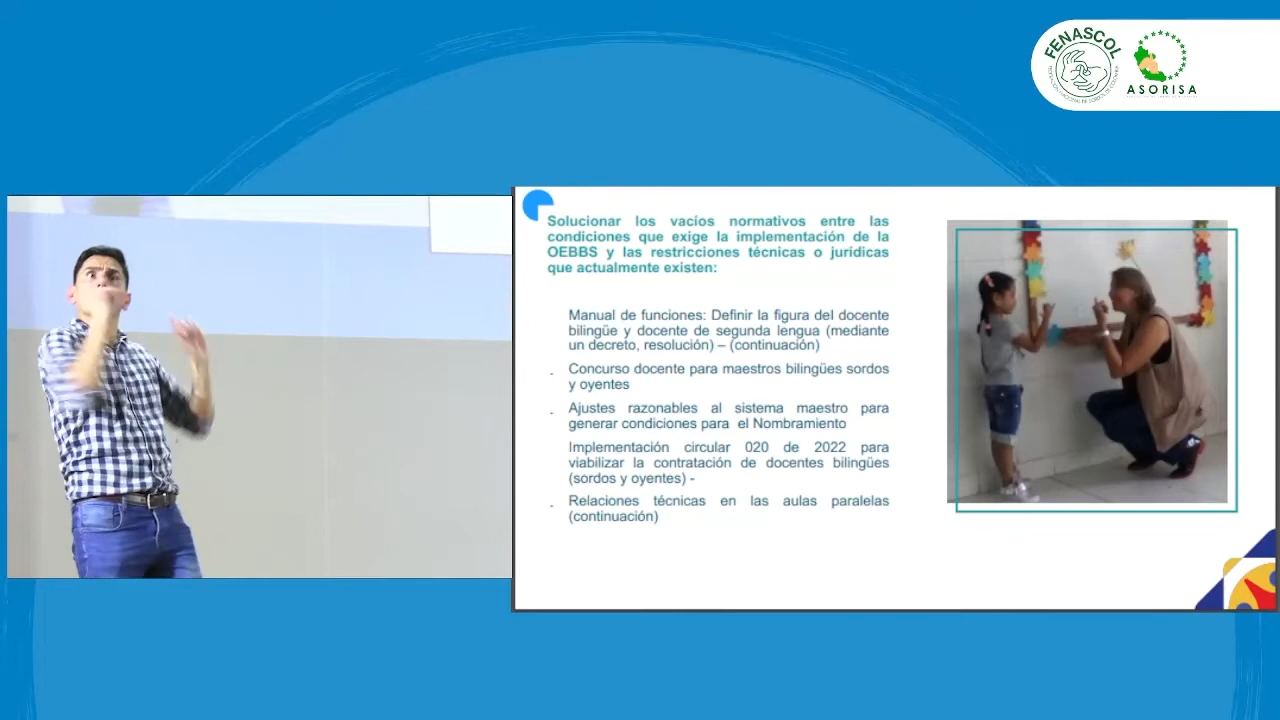 FENASCOL
ASORISA
Solucionar los vacíos normativos entre las
condiciones que exige la implementación de la
OEBBS y las restricciones técnicas o jurídicas
que actualmente existen:
Manual de funciones: Definir la figura del docente
bilingüe y docente de segunda lengua (mediante
un decreto, resolución) – (continuación)
Concurso docente para maestros bilingües sordos
y oyentes
Ajustes razonables al sistema maestro para
generar condiciones para el Nombramiento
Implementación circular 020 de 2022 para
viabilizar la contratación de docentes bilingües
(sordos y oyentes) -
Relaciones técnicas en las aulas paralelas
(continuación)